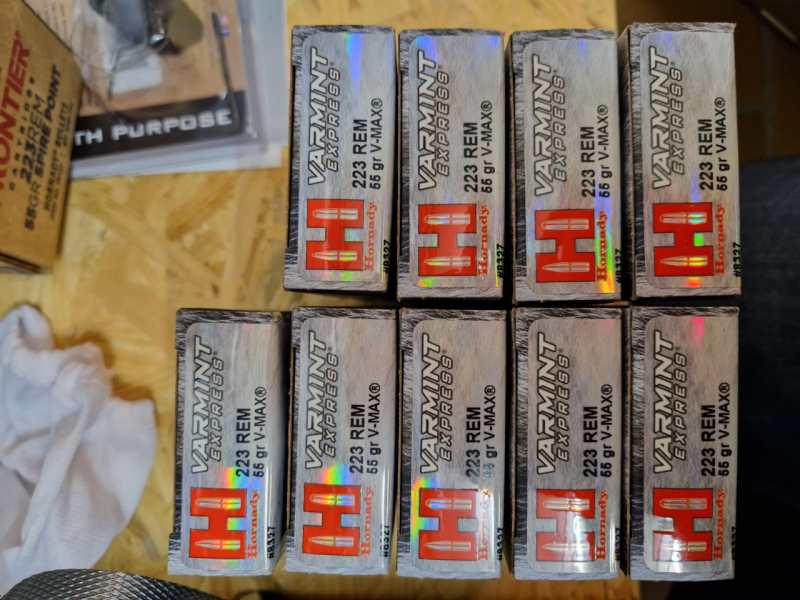 RONTIER
CARTRIDGE
223REM
55GR SPIRE POINT
TH PURPOSE
VARMINT
EXPRESS®
223 REM
55 gr V-MAX®
H
Hornady
#8327
VARMINT
EXPRESS®
223 REM
55 gr V-MAX®
H
Hornady
#8327
VARMINT
EXPRESS®
223 REM
55 gr V-MAX®
H
Hornady
#8327
VARMINT
EXPRESS®
223 REM
55 gr V-MAX®
H
Hornady
#8327
VARMINT
EXPRESS®
223 REM
55 gr V-MAX®
H
Hornady
#8327
VARMINT
EXPRESS®
223 REM
55 gr V-MAX®
H
Hornady
#8327
VARMINT
EXPRESS®
223 REM
55 gr V-MAX®
H
Hornady
#8327
VARMINT
EXPRESS®
223 REM
55 gr V-MAX®
H
Hornady
#8327
VARMINT
EXPRESS®
223 REM
55 gr V-MAX®
H
Hornady
#8327